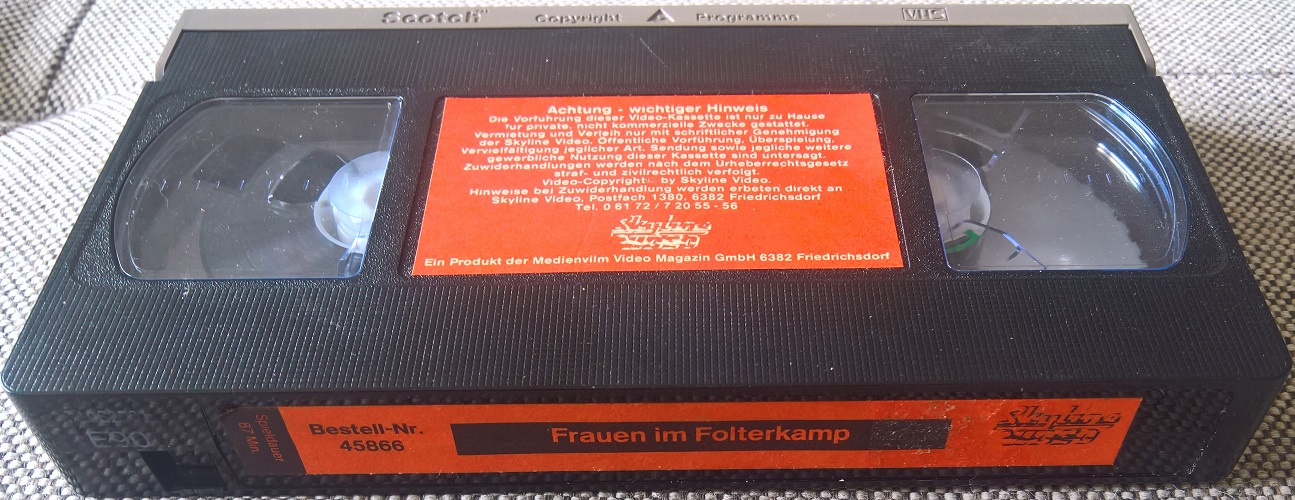 Scotch™ Copyright Programme VHS
Achtung - wichtiger Hinweis
Die Vorführung dieser Video-Kassette ist nur zu Hause
für private, nicht kommerzielle Zwecke gestattet.
Vermietung und Verleih nur mit schriftlicher Genehmigung
der Skyline Video. Öffentliche Vorführung, Überspielung,
Vervielfältigung jeglicher Art. Sendung sowie jegliche weitere
gewerbliche Nutzung dieser Kassette sind untersagt.
Zuwiderhandlungen werden nach dem Urheberrechtsgesetz
straf- und zivilrechtlich verfolgt.
Video-Copyright: by Skyline Video.
Hinweise bei Zuwiderhandlung werden erbeten direkt an
Skyline Video, Postfach 1380, 6382 Friedrichsdorf
Tel. 0 61 72 / 7 20 55 - 56
Skyline
Video
Ein Produkt der Medienvilm Video Magazin GmbH 6382 Friedrichsdorf
E90
Spieldauer
87 Min.
Bestell-Nr.
45866
Frauen im Folterkamp
Skyline
Video